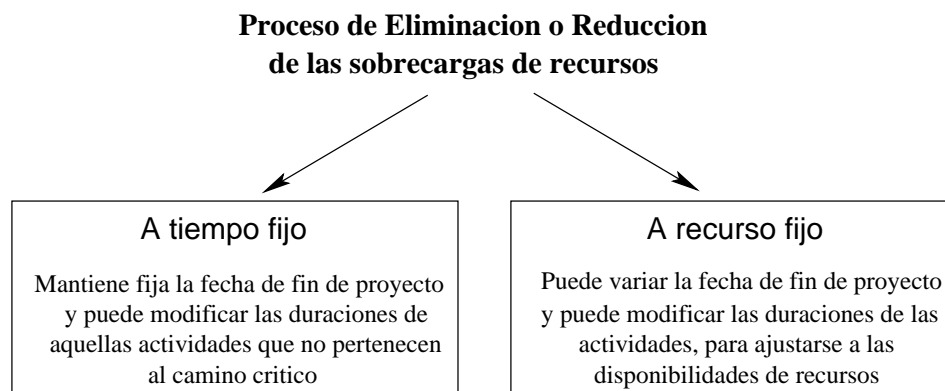 Proceso de Eliminacion o Reduccion
de las sobrecargas de recursos
A tiempo fijo
Mantiene fija la fecha de fin de proyecto
y puede modificar las duraciones de
aquellas actividades que no pertenecen
al camino critico
A recurso fijo
Puede variar la fecha de fin de proyecto
y puede modificar las duraciones de las
actividades, para ajustarse a las
disponibilidades de recursos